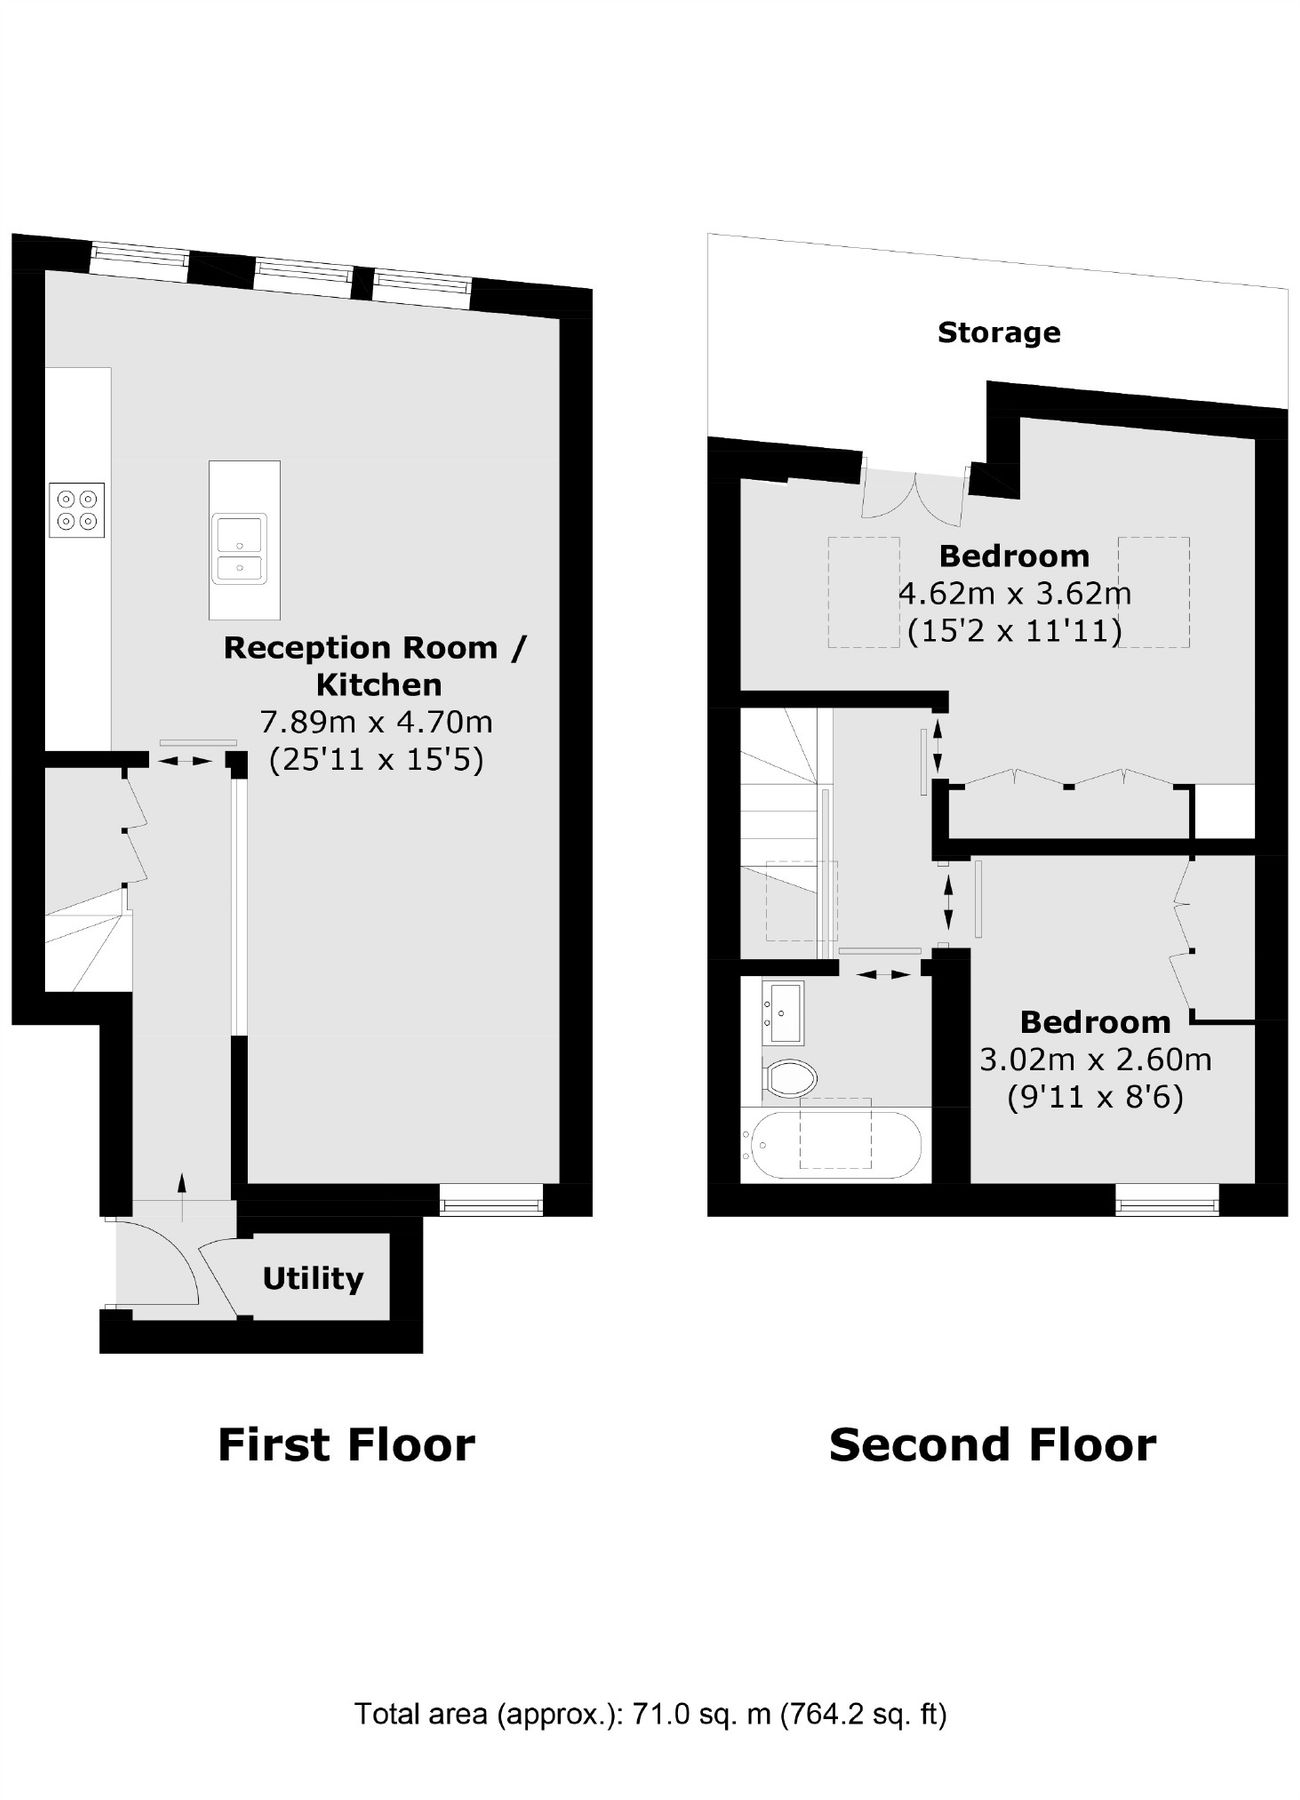 Reception Room /
Kitchen
7.89m x 4.70m
(25'11 x 15'5)
Utility
First Floor
Storage
Bedroom
4.62m x 3.62m
(15'2 x 11'11)
Bedroom
3.02m x 2.60m
(9'11 x 8'6)
Second Floor
Total area (approx.): 71.0 sq. m (764.2 sq. ft)